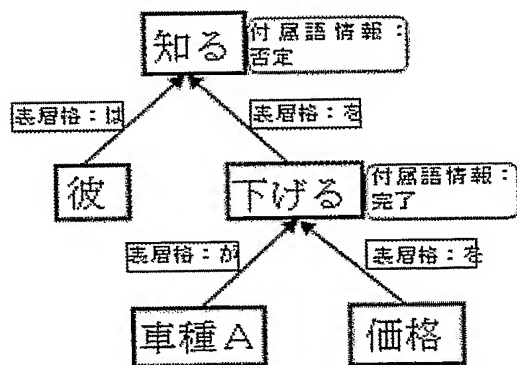 知る
付属語情報：
否定
表層格：は
表層格：を
彼
下げる
付属語情報：
完了
表層格：が
表層格：を
車種A
価格